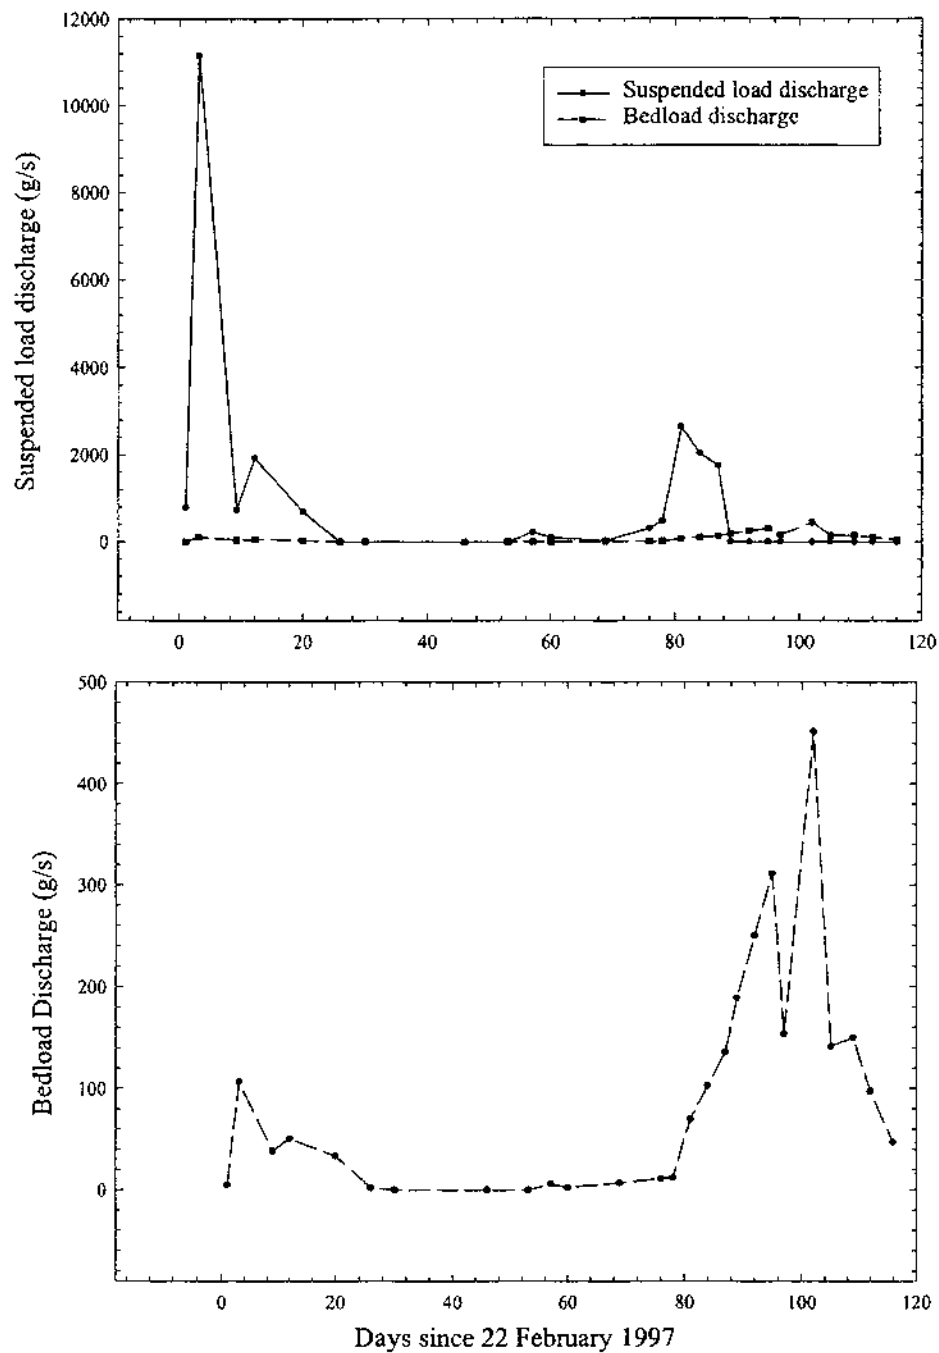 12000
10000
8000
6000
4000
2000
0
Suspended load discharge (g/s)
Suspended load discharge
Bedload discharge
0 20 40 60 80 100 120
500
400
300
200
100
0
Bedload Discharge (g/s)
0 20 40 60 80 100 120
Days since 22 February 1997